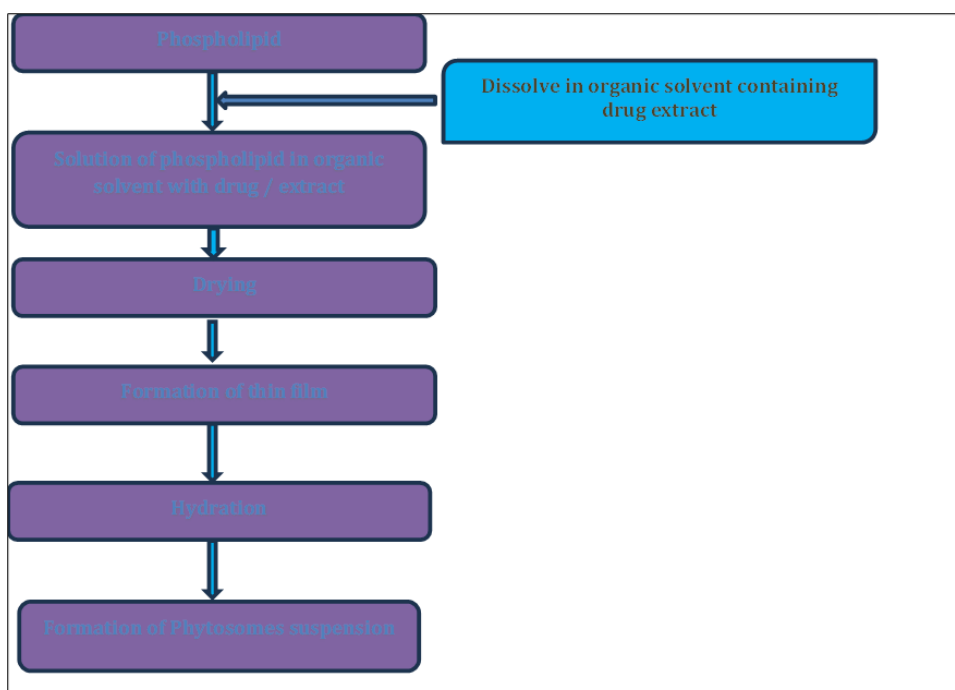 Phospholipid
Dissolve in organic solvent containing
drug extract
Solution of phospholipid in organic
solvent with drug / extract
Drying
Formation of thin film
Hydration
Formation of Phytosomes suspension